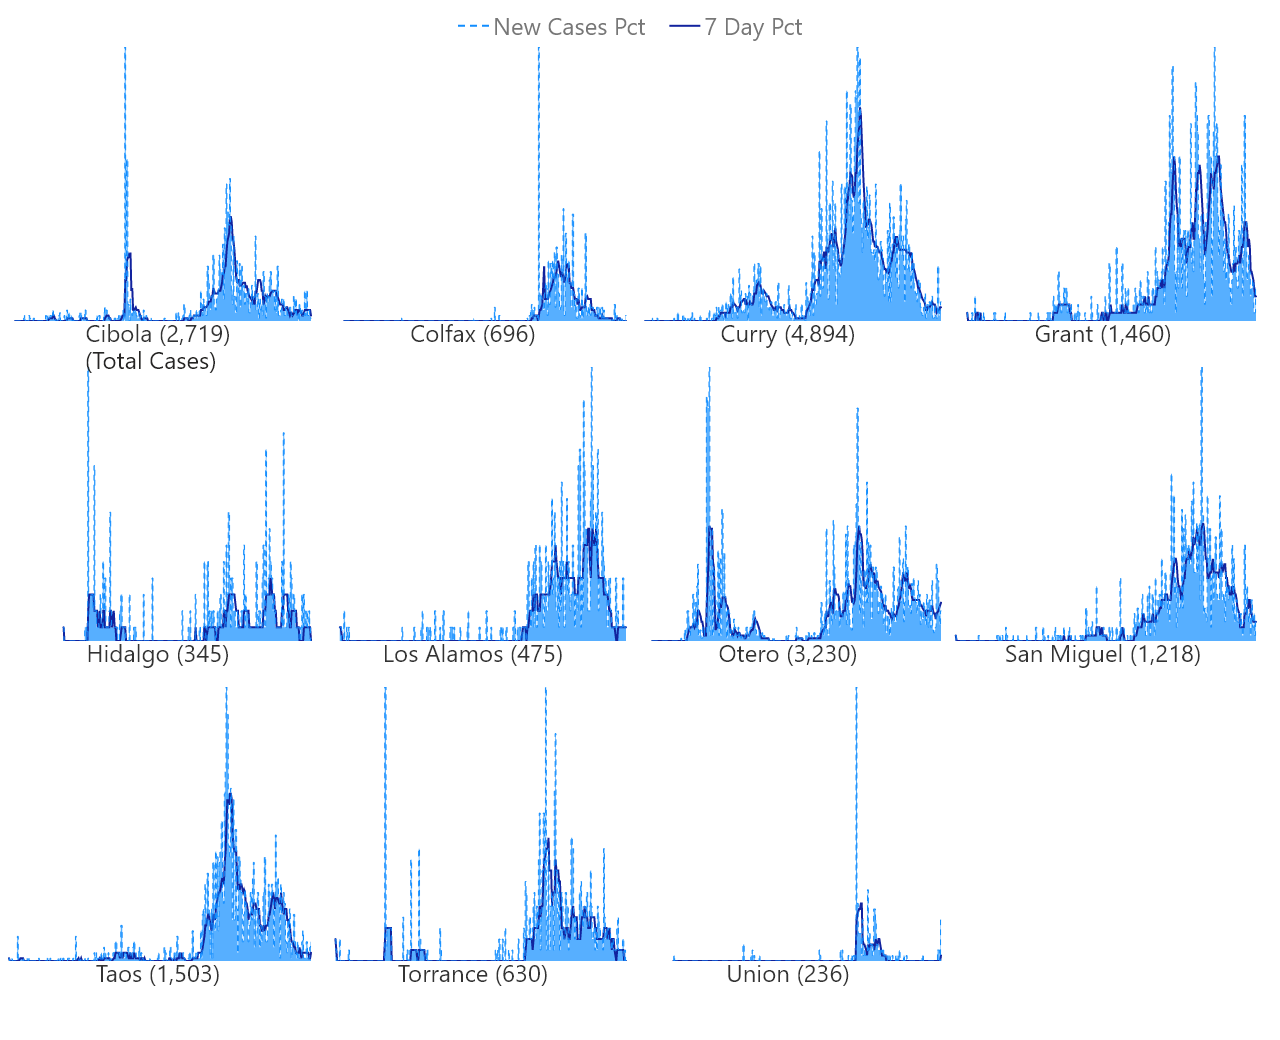 New Cases Pct 7 Day Pct
Cibola (2,719) Colfax (696) Curry (4,894) Grant (1,460)
(Total Cases)
Hidalgo (345) Los Alamos (475) Otero (3,230) San Miguel (1,218)
Taos (1,503) Torrance (630) Union (236)